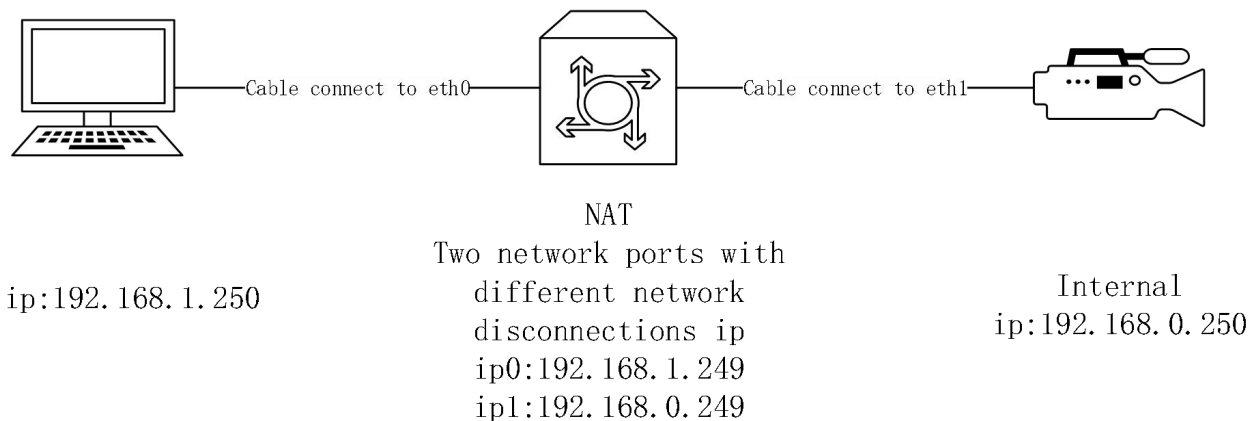 Cable connect to eth0
Cable connect to eth1
NAT
Two network ports with
different network
disconnections ip
ip0:192.168.1.249
ip1:192.168.0.249
ip:192.168.1.250
Internal
ip:192.168.0.250